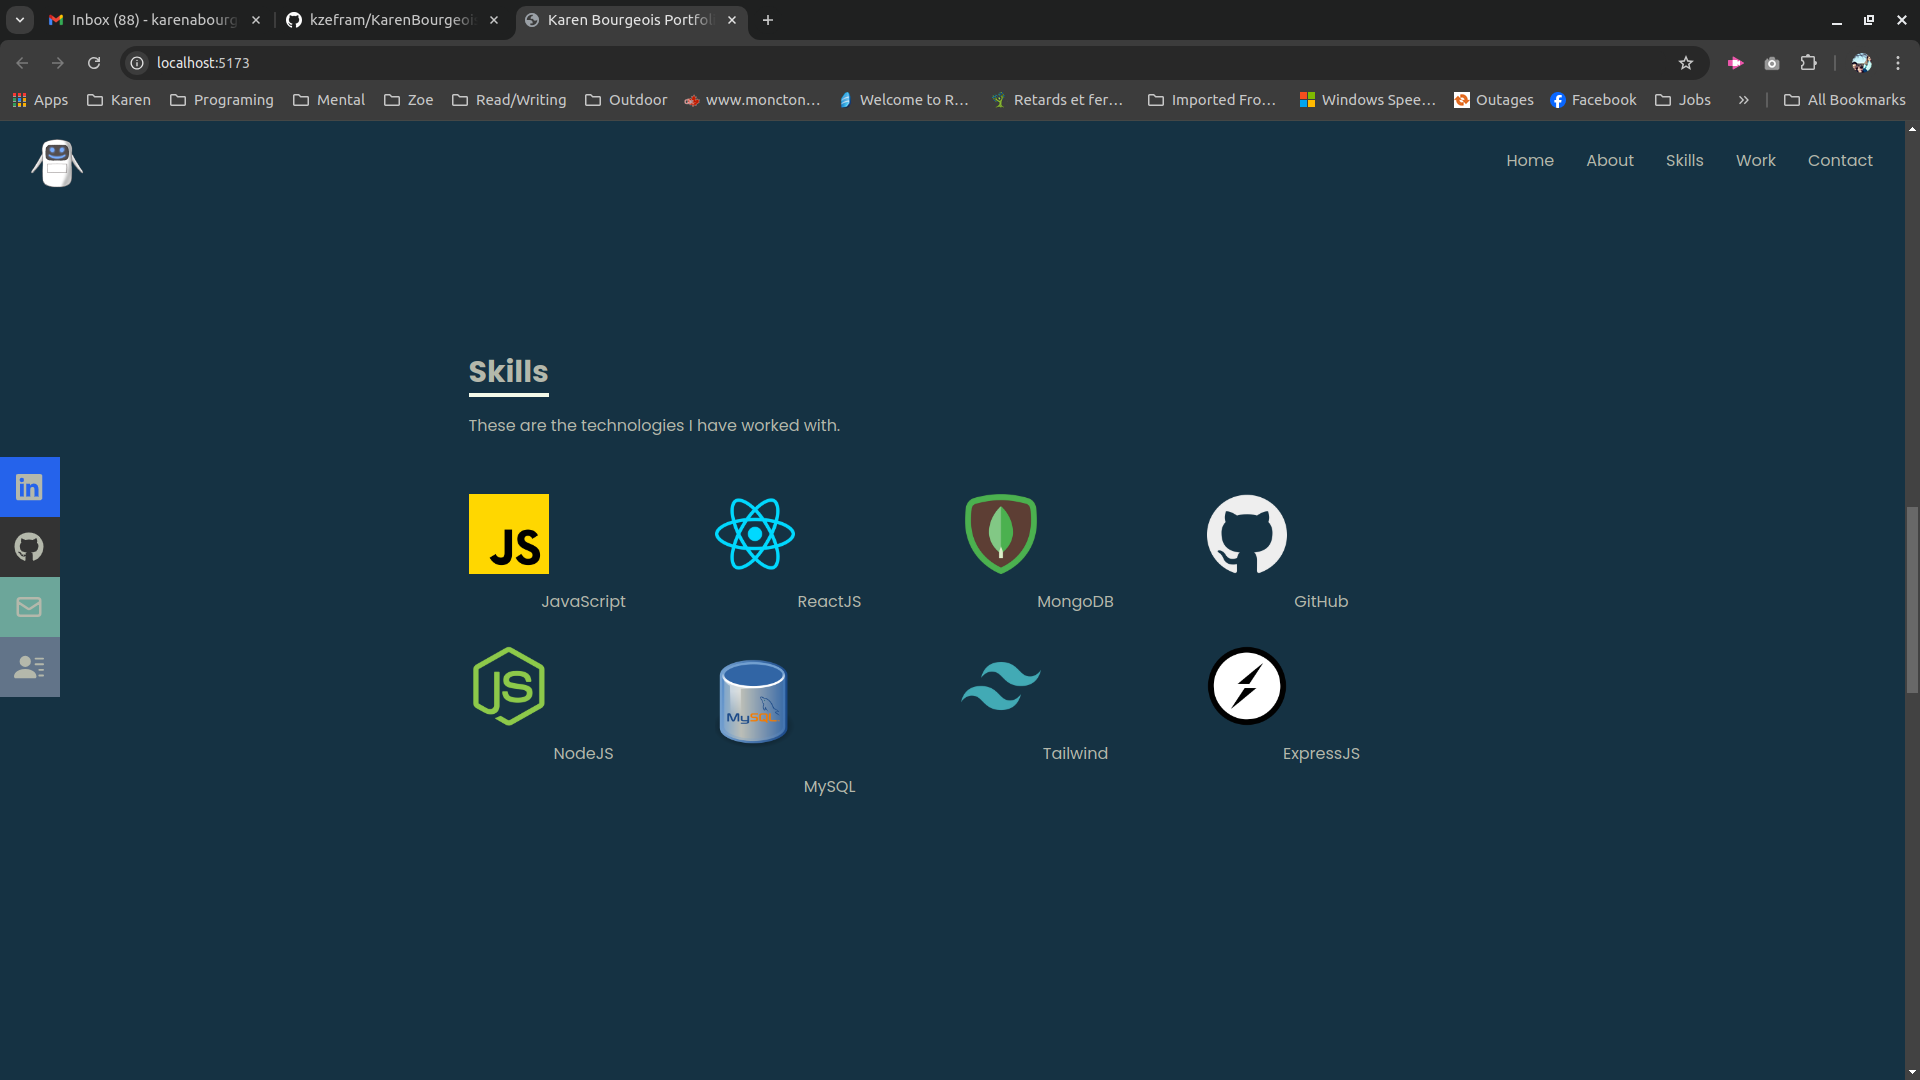 Inbox (88) - karenabourg
kzefram/KarenBourgeois
Karen Bourgeois Portfol
localhost:5173
Apps Karen Programing Mental Zoe Read/Writing Outdoor www.moncton... Welcome to R... Retards et fer... Imported Fro... Windows Spee... Outages Facebook Jobs » All Bookmarks
Home About Skills Work Contact
Skills
These are the technologies I have worked with.
in
JS
JavaScript ReactJS MongoDB GitHub
JS
MySQL
NodeJS Tailwind ExpressJS
MySQL